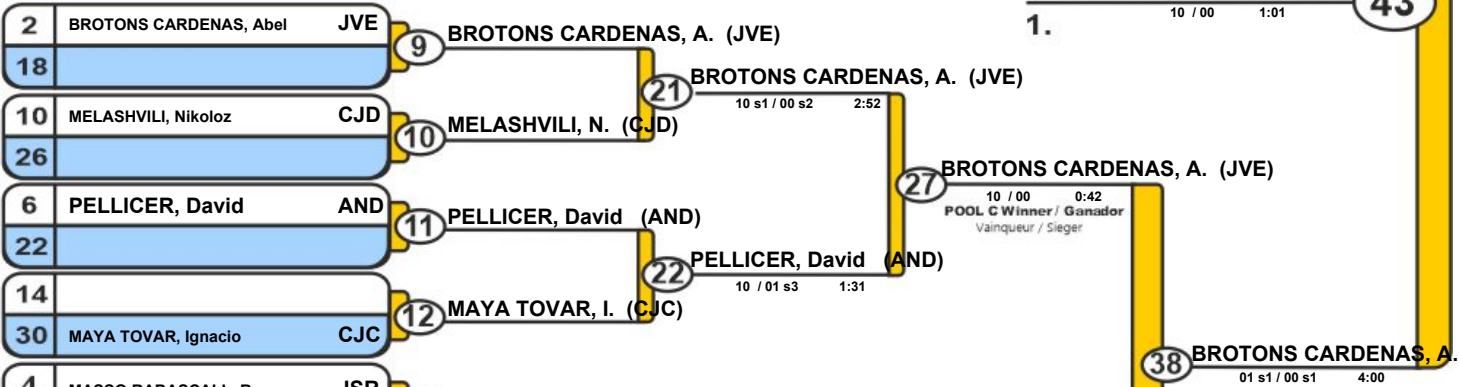 2 BROTONS CARDENAS, Abel JVE
18
10 MELASHVILI, Nikoloz CJD
26
6 PELLICER, David AND
22
14
30 MAYA TOVAR, Ignacio CJC
4
JSR
9 BROTONS CARDENAS, A. (JVE)
10 MELASHVILI, N. (CJD)
11 PELLICER, David (AND)
12 MAYA TOVAR, I. (CJC)
21 BROTONS CARDENAS, A. (JVE)
10 s1 / 00 s2 2:52
22 PELLICER, David (AND)
10 / 01 s3 1:31
27 BROTONS CARDENAS, A. (JVE)
10 / 00 0:42
POOL C Winner / Ganador
Vainqueur / Sieger
38 BROTONS CARDENAS, A.
01 s1 / 00 s1 4:00
10 / 00 1:01
43
1.